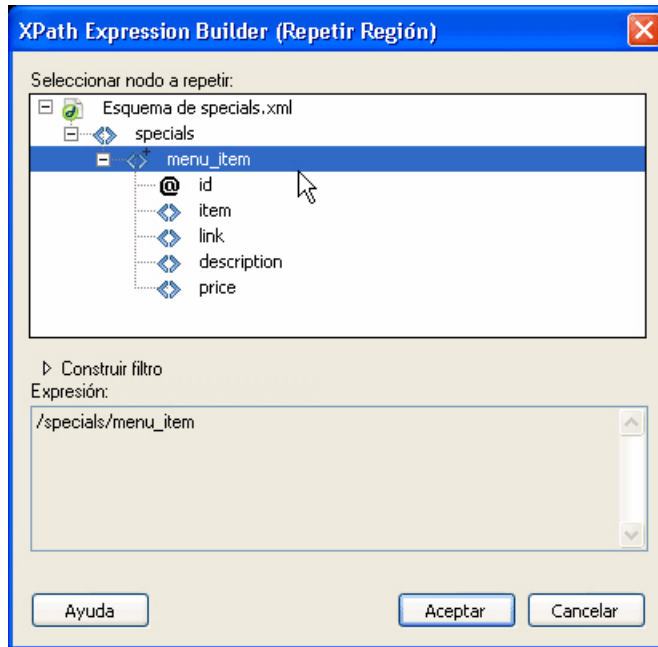 XPath Expression Builder (Repetir Región)
Seleccionar nodo a repetir:
Esquema de specials.xml
specials
menu_item
@ id
item
link
description
price
Construir filtro
Expresión:
/specials/menu_item
Ayuda Aceptar Cancelar